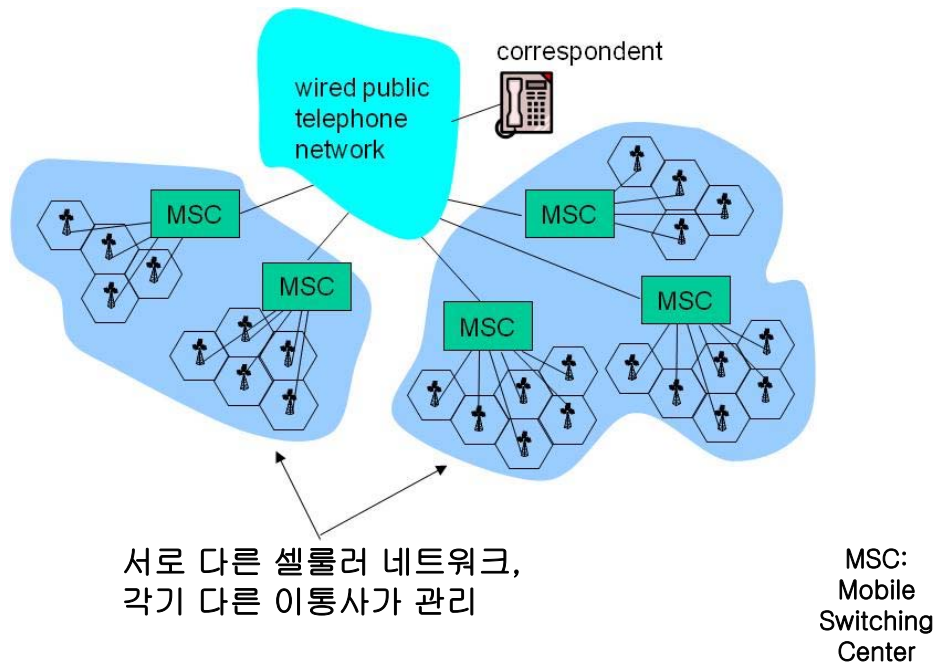 correspondent
wired public
telephone
network
MSC
MSC
MSC
MSC
MSC
서로 다른 셀룰러 네트워크,
각기 다른 이통사가 관리
MSC:
Mobile
Switching
Center